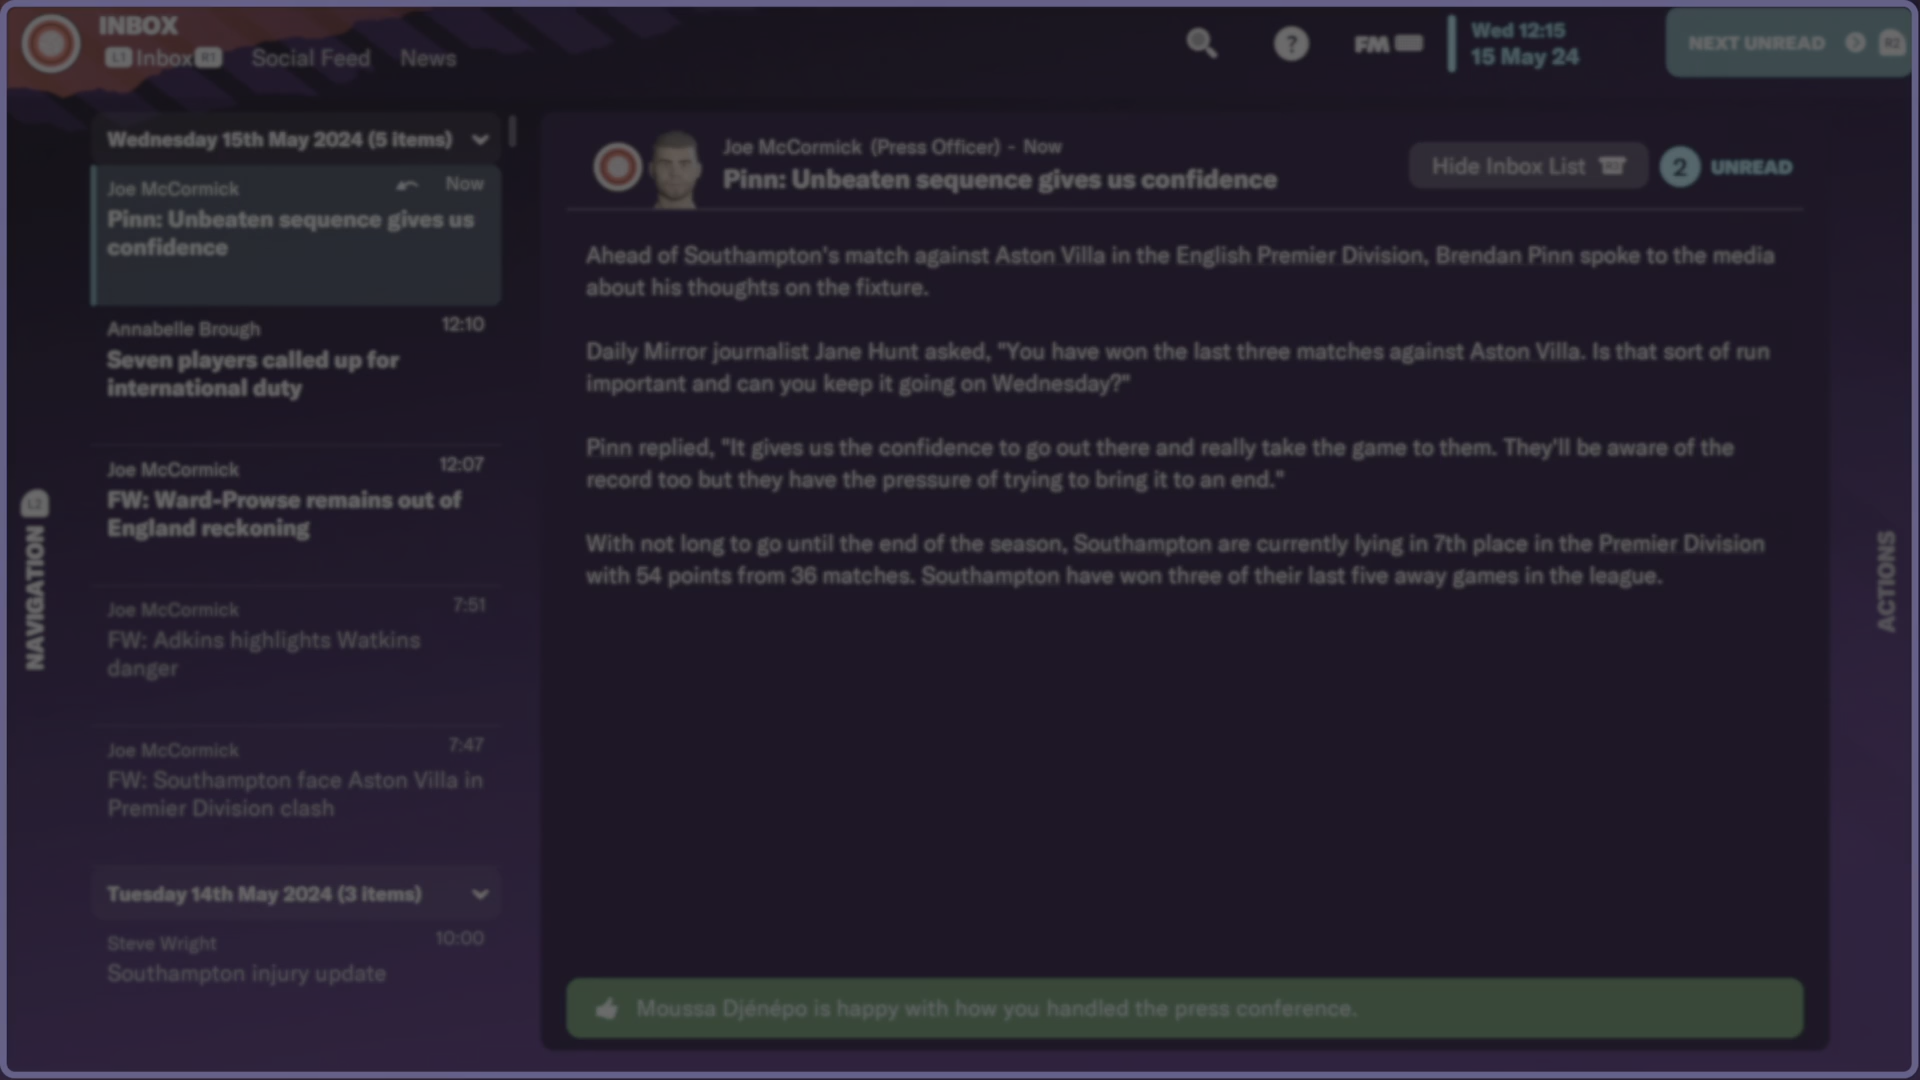 INBOX
L1 Inbox R1 Social Feed News
?
FM
Wed 12:15
15 May 24
NEXT UNREAD R2
Wednesday 15th May 2024 (5 items)
Joe McCormick Now
Pinn: Unbeaten sequence gives us
confidence
Annabelle Brough 12:10
Seven players called up for
international duty
Joe McCormick 12:07
FW: Ward-Prowse remains out of
England reckoning
Joe McCormick 7:51
FW: Adkins highlights Watkins
danger
Joe McCormick 7:47
FW: Southampton face Aston Villa in
Premier Division clash
Tuesday 14th May 2024 (3 items)
Steve Wright 10:00
Southampton injury update
NAVIGATION L2
Joe McCormick (Press Officer) - Now
Pinn: Unbeaten sequence gives us confidence
Hide Inbox List
2 UNREAD
Ahead of Southampton's match against Aston Villa in the English Premier Division, Brendan Pinn spoke to the media
about his thoughts on the fixture.
Daily Mirror journalist Jane Hunt asked, "You have won the last three matches against Aston Villa. Is that sort of run
important and can you keep it going on Wednesday?"
Pinn replied, "It gives us the confidence to go out there and really take the game to them. They'll be aware of the
record too but they have the pressure of trying to bring it to an end."
With not long to go until the end of the season, Southampton are currently lying in 7th place in the Premier Division
with 54 points from 36 matches. Southampton have won three of their last five away games in the league.
Moussa Djénépo is happy with how you handled the press conference.
ACTIONS